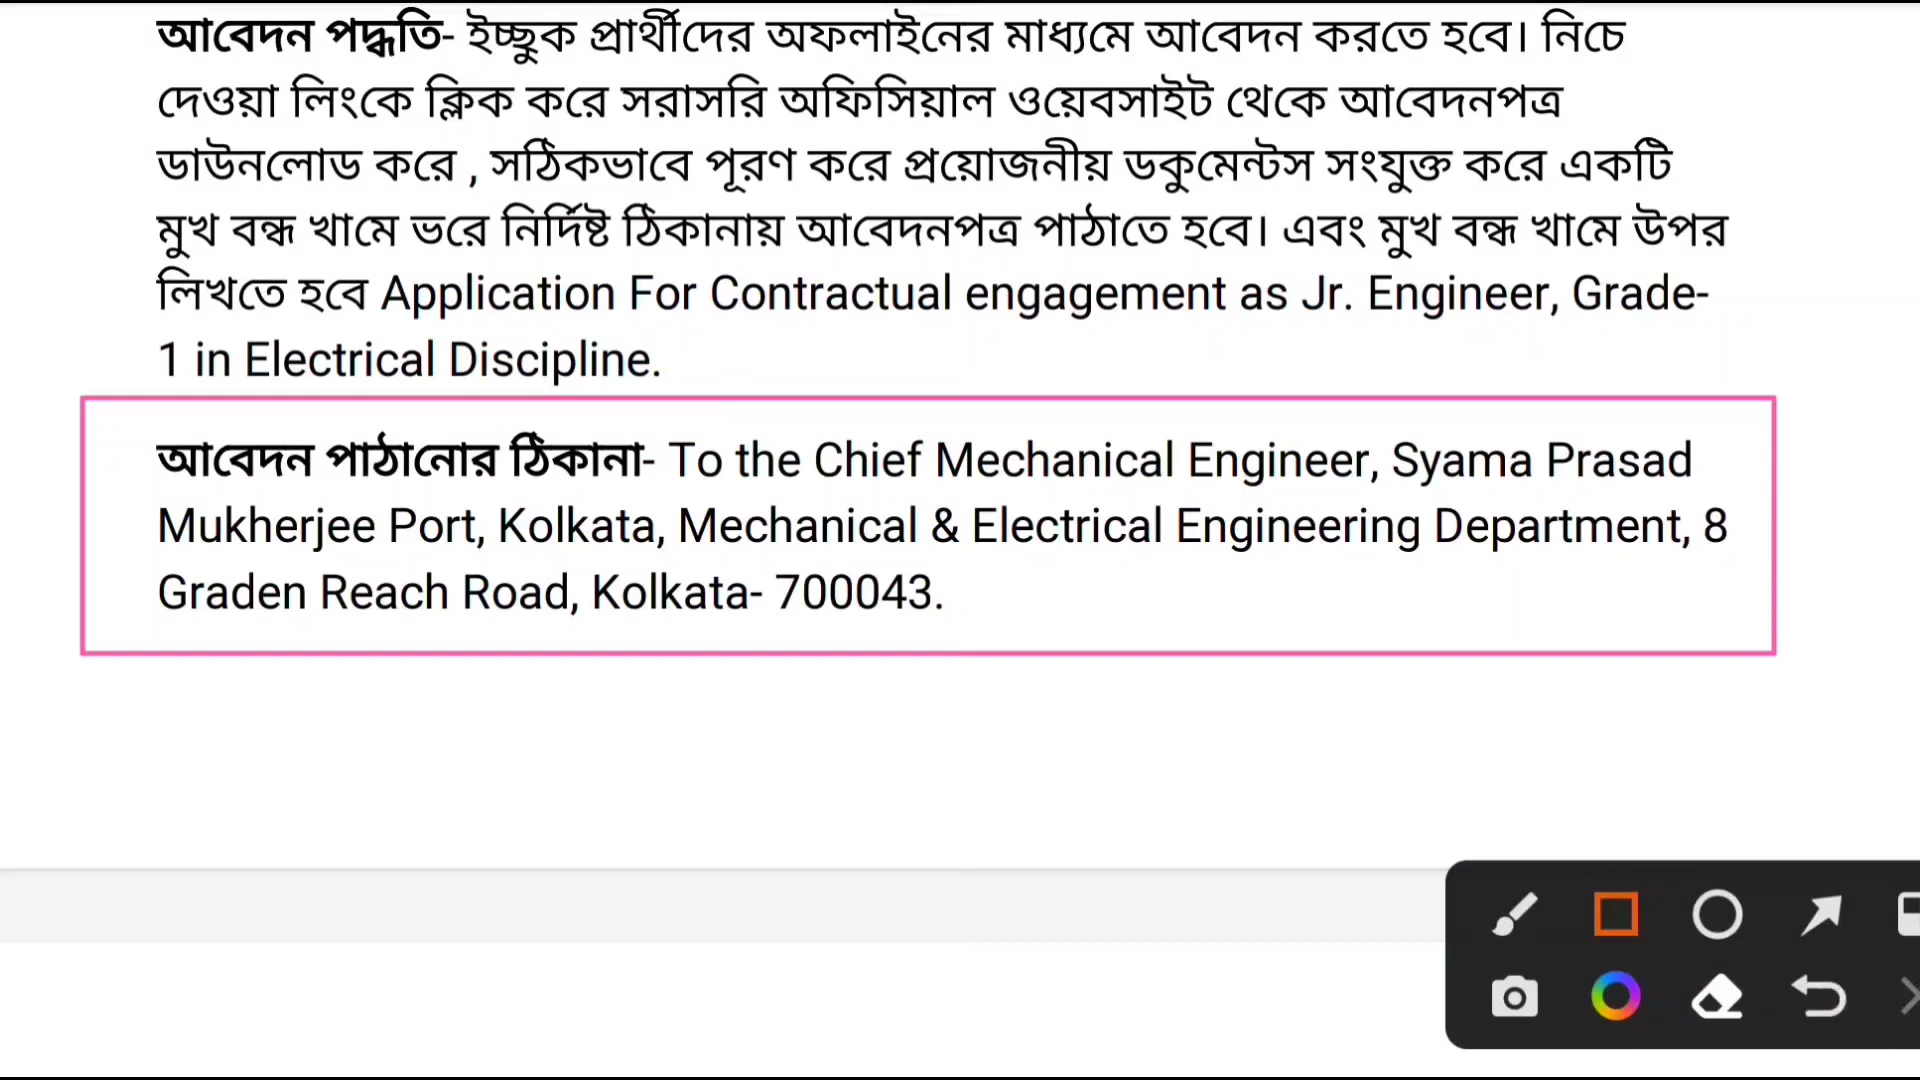 আবেদন পদ্ধতি- ইচ্ছুক প্রার্থীদের অফলাইনের মাধ্যমে আবেদন করতে হবে। নিচে
দেওয়া লিংকে ক্লিক করে সরাসরি অফিসিয়াল ওয়েবসাইট থেকে আবেদনপত্র
ডাউনলোড করে , সঠিকভাবে পূরণ করে প্রয়োজনীয় ডকুমেন্টস সংযুক্ত করে একটি
মুখ বন্ধ খামে ভরে নির্দিষ্ট ঠিকানায় আবেদনপত্র পাঠাতে হবে। এবং মুখ বন্ধ খামে উপর
লিখতে হবে Application For Contractual engagement as Jr. Engineer, Grade-
1 in Electrical Discipline.
আবেদন পাঠানোর ঠিকানা- To the Chief Mechanical Engineer, Syama Prasad
Mukherjee Port, Kolkata, Mechanical & Electrical Engineering Department, 8
Graden Reach Road, Kolkata- 700043.